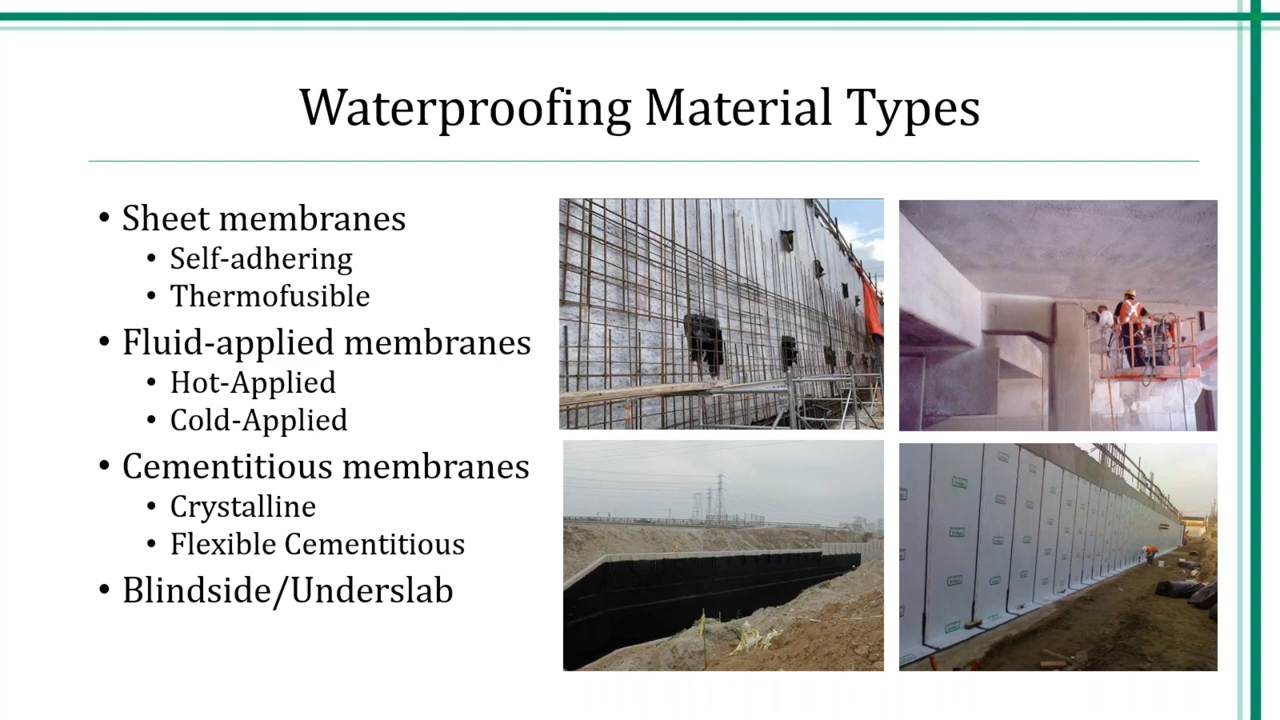 Waterproofing Material Types
• Sheet membranes
• Self-adhering
• Thermofusible
• Fluid-applied membranes
• Hot-Applied
• Cold-Applied
• Cementitious membranes
• Crystalline
• Flexible Cementitious
• Blindside/Underslab